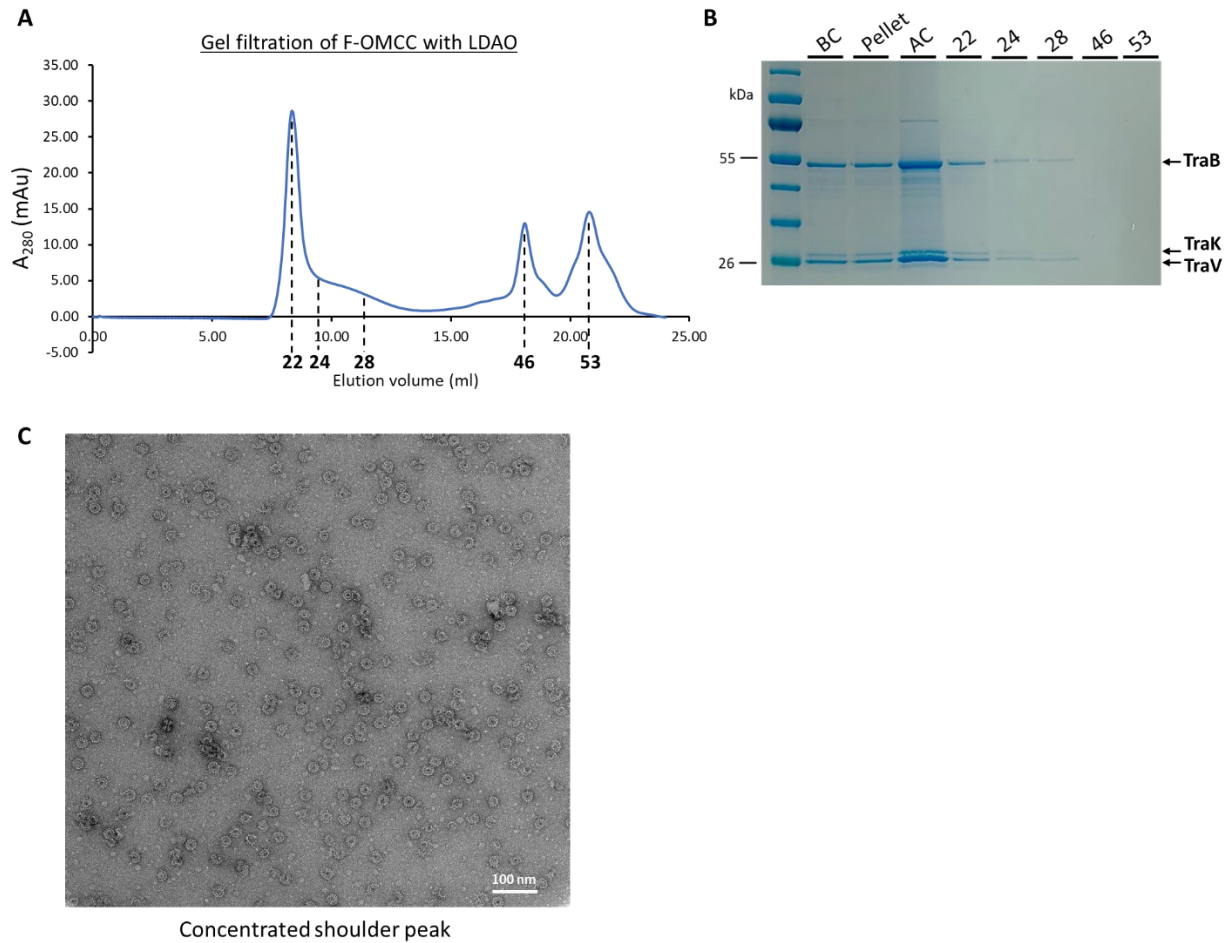 A
Gel filtration of F-OMCC with LDAO
35.00
30.00
25.00
20.00
15.00
10.00
5.00
0.00
-5.00
A280 (mAu)
0.00 5.00 10.00 15.00 20.00 25.00
22 24 28 46 53
Elution volume (ml)
B
BC Pellet AC 22 24 28 46 53
kDa
55
26
TraB
TraK
TraV
C
100 nm
Concentrated shoulder peak